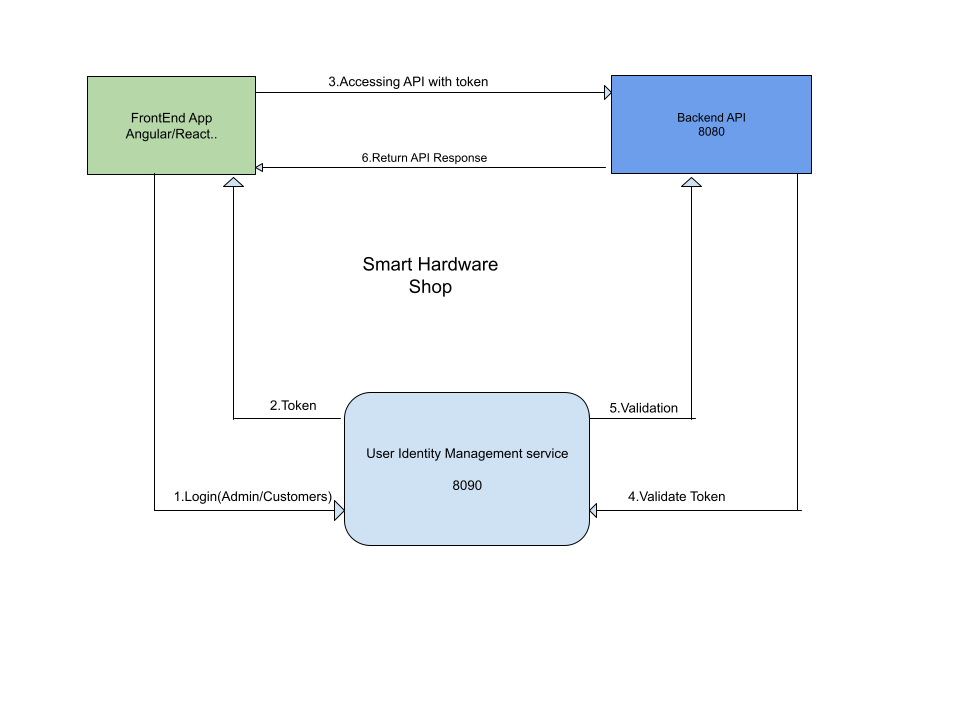 3.Accessing API with token
FrontEnd App
Angular/React..
Backend API
8080
6.Return API Response
Smart Hardware
Shop
2.Token
5.Validation
User Identity Management service
8090
1.Login(Admin/Customers)
4.Validate Token